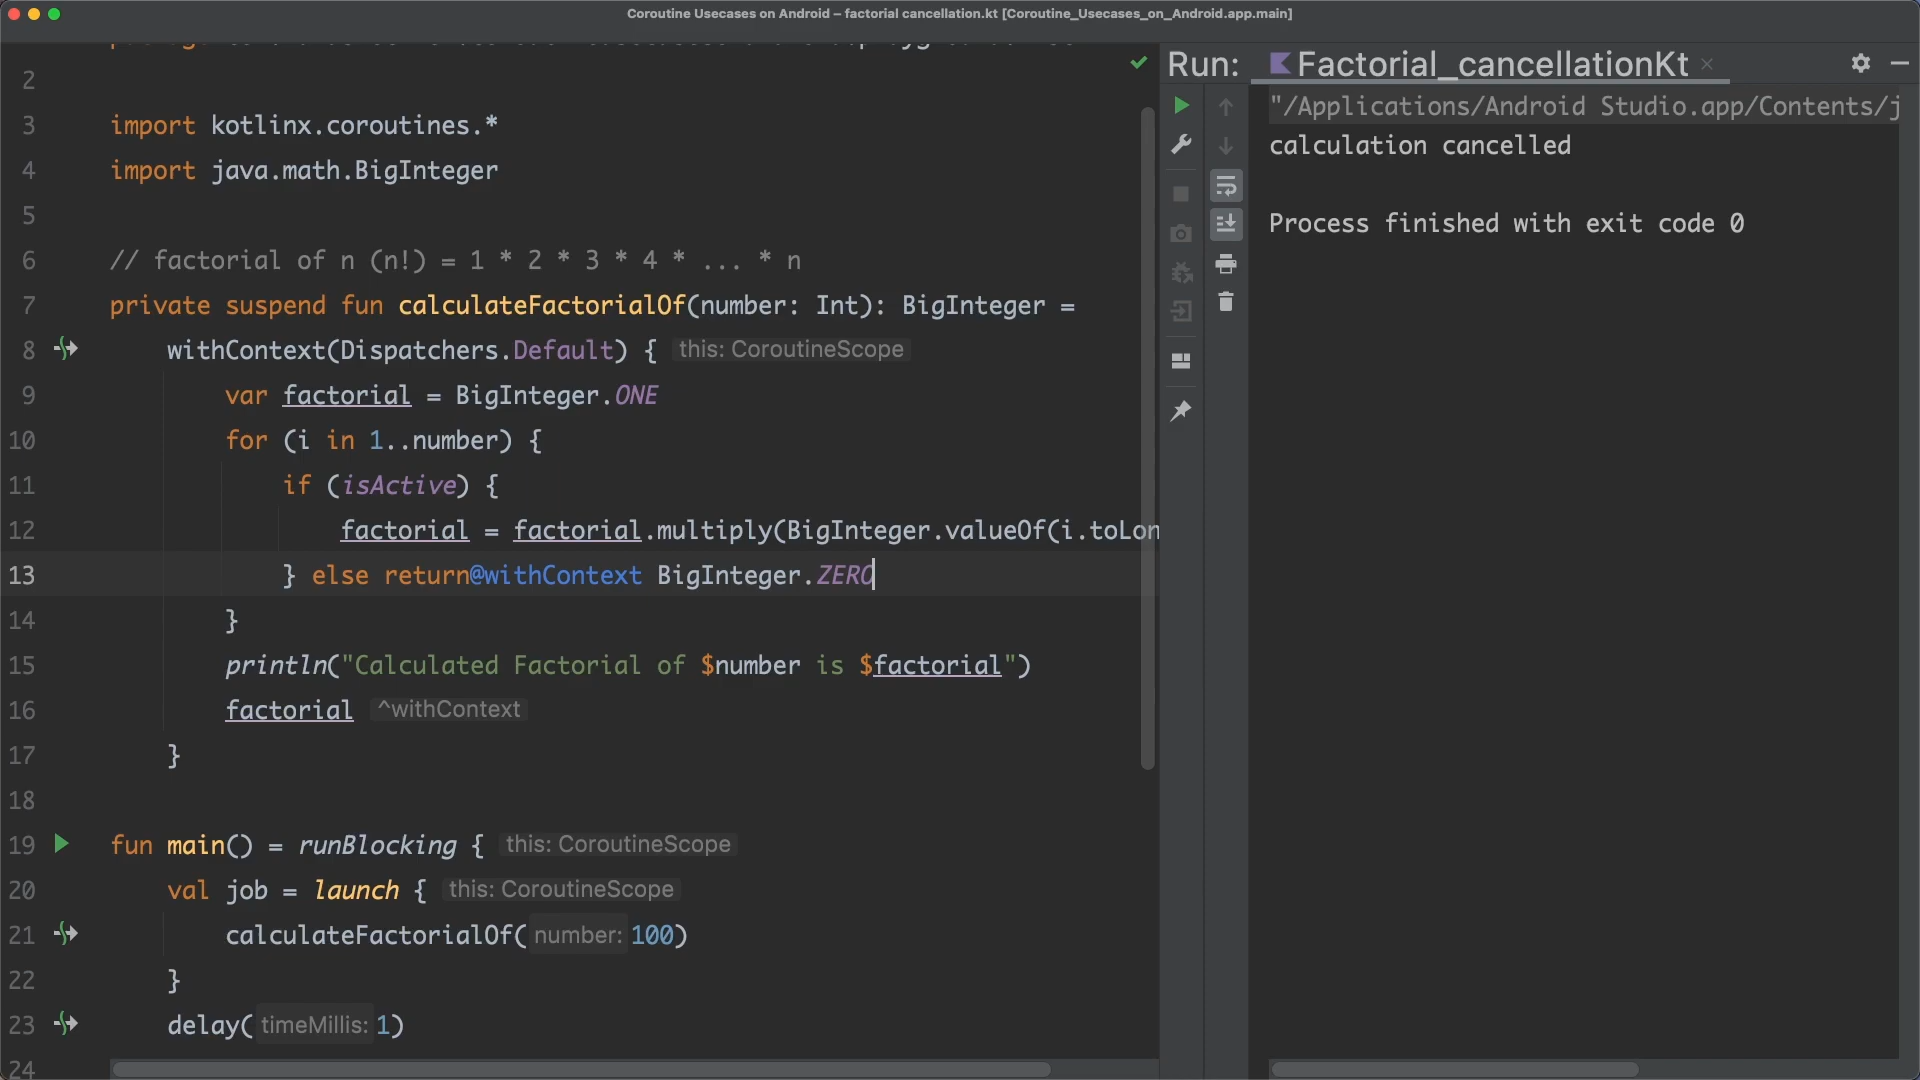 Coroutine Usecases on Android – factorial cancellation.kt [Coroutine_Usecases_on_Android.app.main]
2
3 import kotlinx.coroutines.*
4 import java.math.BigInteger
5
6 // factorial of n (n!) = 1 * 2 * 3 * 4 * ... * n
7 private suspend fun calculateFactorialOf(number: Int): BigInteger =
8 withContext(Dispatchers.Default) { this: CoroutineScope
9 var factorial = BigInteger.ONE
10 for (i in 1..number) {
11 if (isActive) {
12 factorial = factorial.multiply(BigInteger.valueOf(i.toLon
13 } else return@withContext BigInteger.ZERO
14 }
15 println("Calculated Factorial of $number is $factorial")
16 factorial ^withContext
17 }
18
19 fun main() = runBlocking { this: CoroutineScope
20 val job = launch { this: CoroutineScope
21 calculateFactorialOf( number: 100)
22 }
23 delay( timeMillis: 1)
24
Run: Factorial_cancellationKt
"/Applications/Android Studio.app/Contents/j
calculation cancelled
Process finished with exit code 0